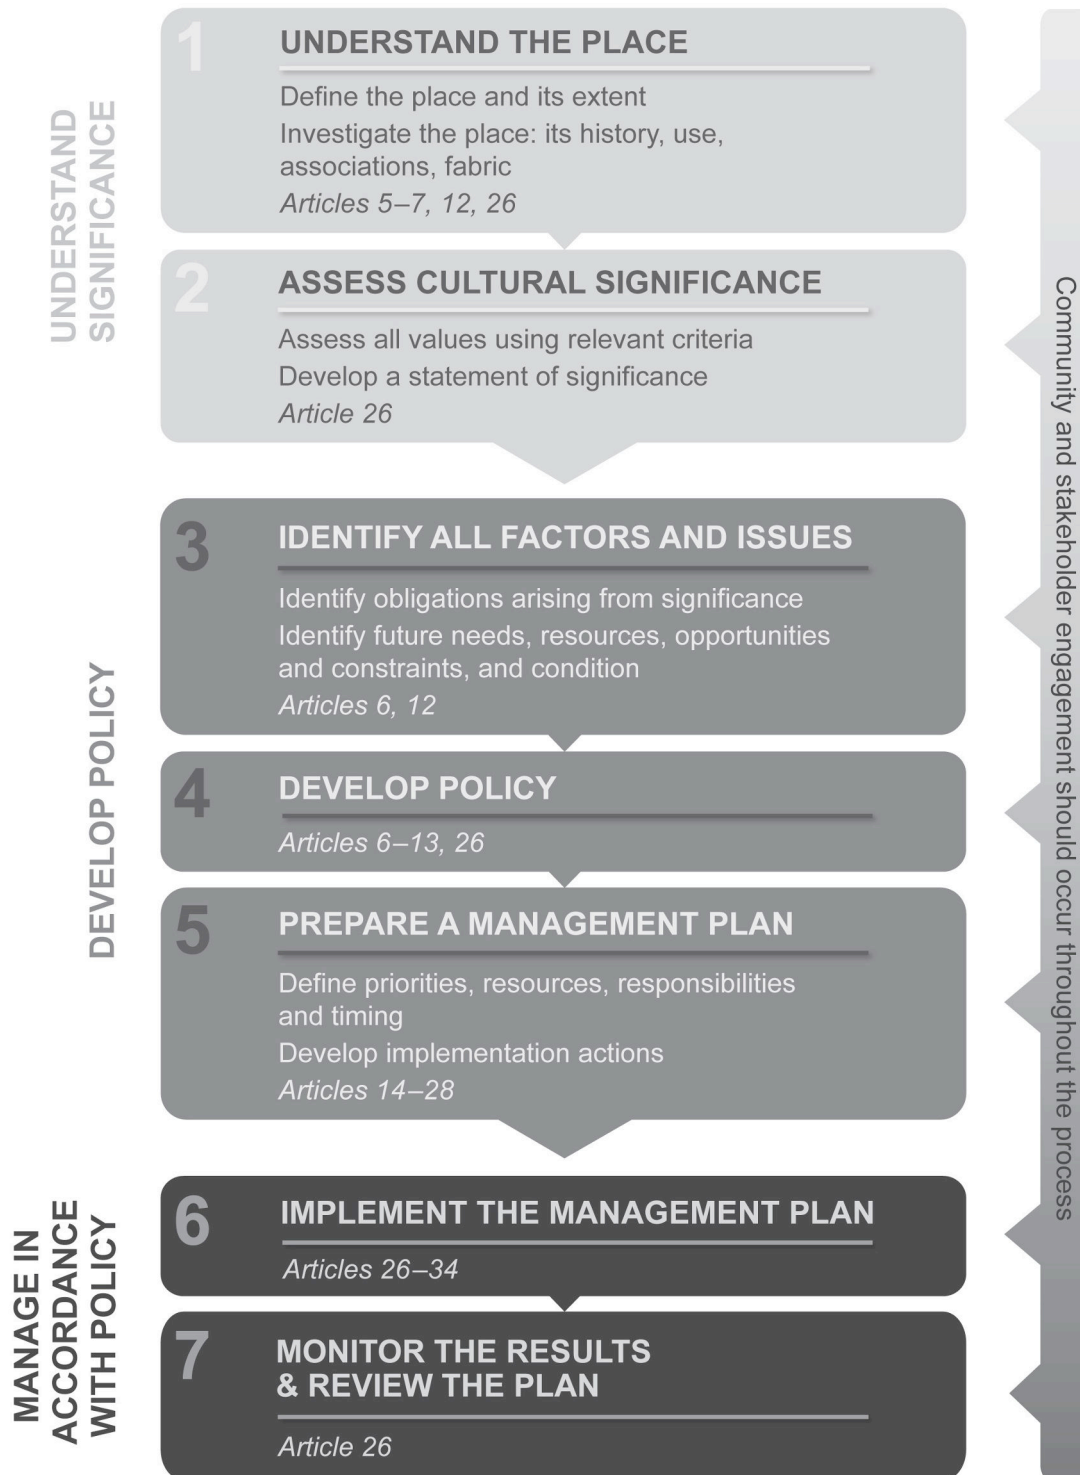 UNDERSTAND
SIGNIFICANCE
1
UNDERSTAND THE PLACE
Define the place and its extent
Investigate the place: its history, use,
associations, fabric
Articles 5–7, 12, 26
2
ASSESS CULTURAL SIGNIFICANCE
Assess all values using relevant criteria
Develop a statement of significance
Article 26
DEVELOP POLICY
3
IDENTIFY ALL FACTORS AND ISSUES
Identify obligations arising from significance
Identify future needs, resources, opportunities
and constraints, and condition
Articles 6, 12
4
DEVELOP POLICY
Articles 6–13, 26
5
PREPARE A MANAGEMENT PLAN
Define priorities, resources, responsibilities
and timing
Develop implementation actions
Articles 14–28
MANAGE IN
ACCORDANCE
WITH POLICY
6
IMPLEMENT THE MANAGEMENT PLAN
Articles 26–34
7
MONITOR THE RESULTS
& REVIEW THE PLAN
Article 26
Community and stakeholder engagement should occur throughout the process